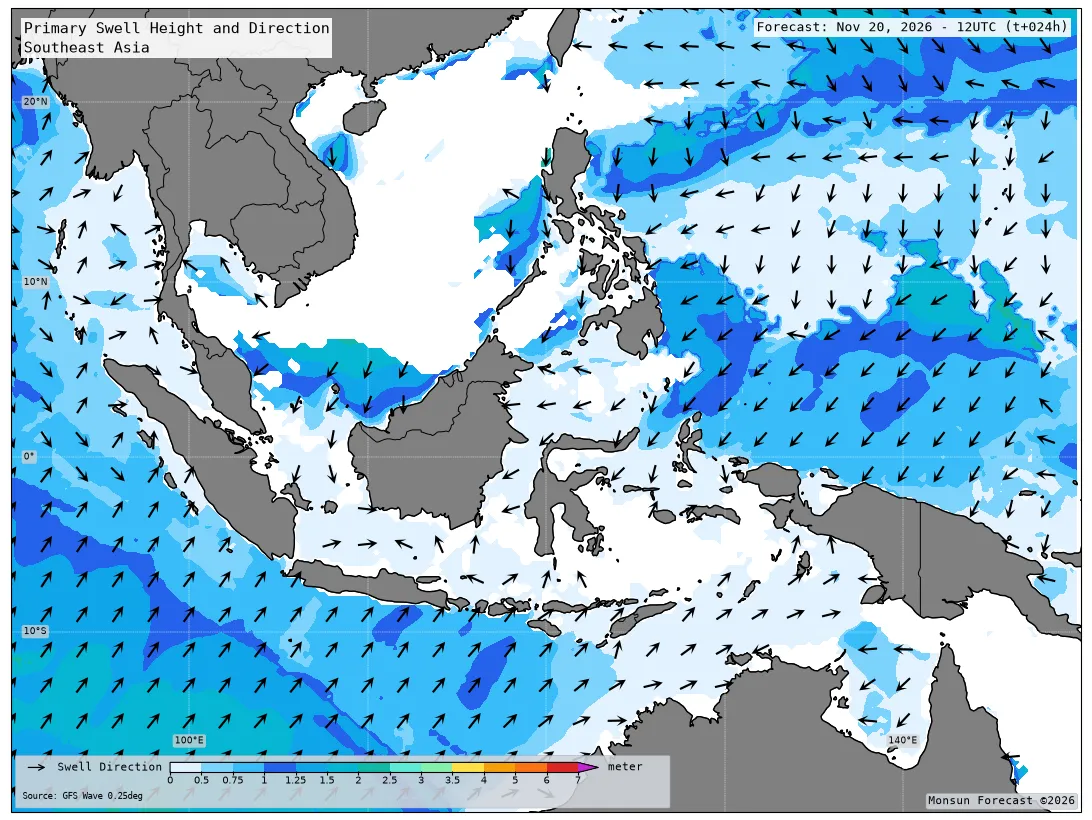 Primary Swell Height and Direction
Southeast Asia
Forecast: Nov 20, 2026 - 12UTC (t+024h)
20°N
10°N
0°
10°S
100°E
140°E
Swell Direction
0 0.5 0.75 1 1.25 1.5 2 2.5 3 3.5 4 5 6 7
meter
Source: GFS Wave 0.25deg
Monsun Forecast ©2026